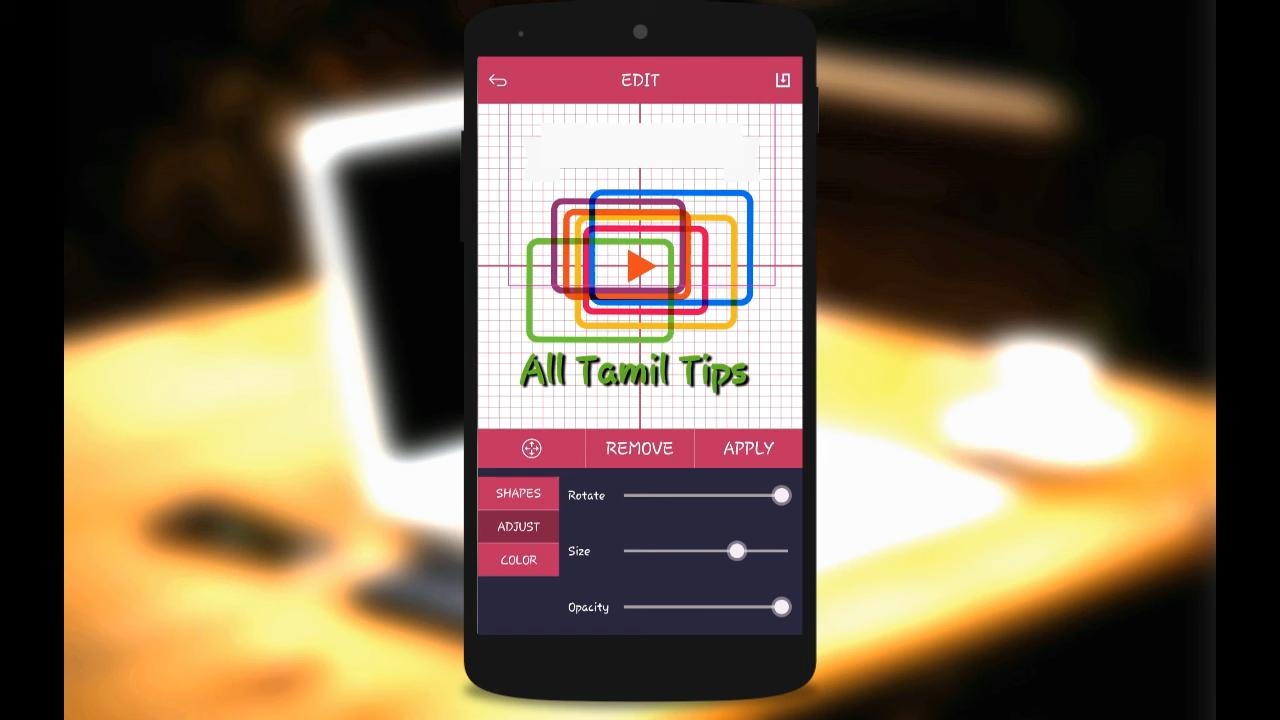 EDIT
All Tamil Tips
REMOVE APPLY
SHAPES
Rotate
ADJUST
Size
COLOR
Opacity